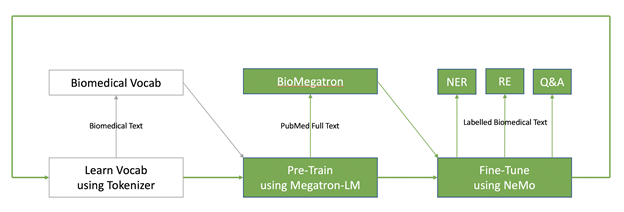 Biomedical Vocab
BioMegatron
NER
RE
Q&A
Biomedical Text
PubMed Full Text
Labelled Biomedical Text
Learn Vocab
using Tokenizer
Pre-Train
using Megatron-LM
Fine-Tune
using NeMo